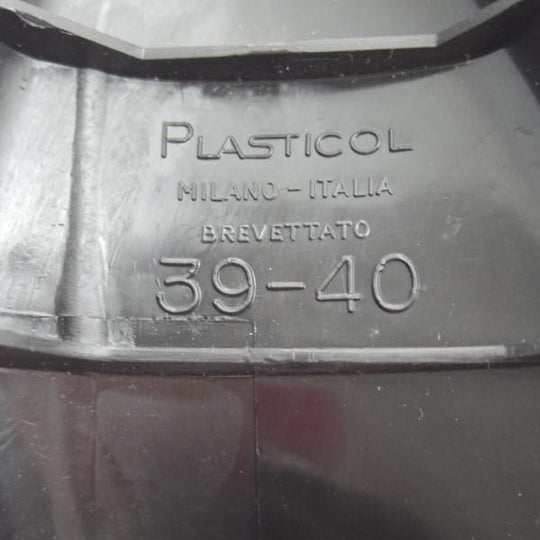 PLASTICOL
MILANO-ITALIA
BREVETTATO
39-40